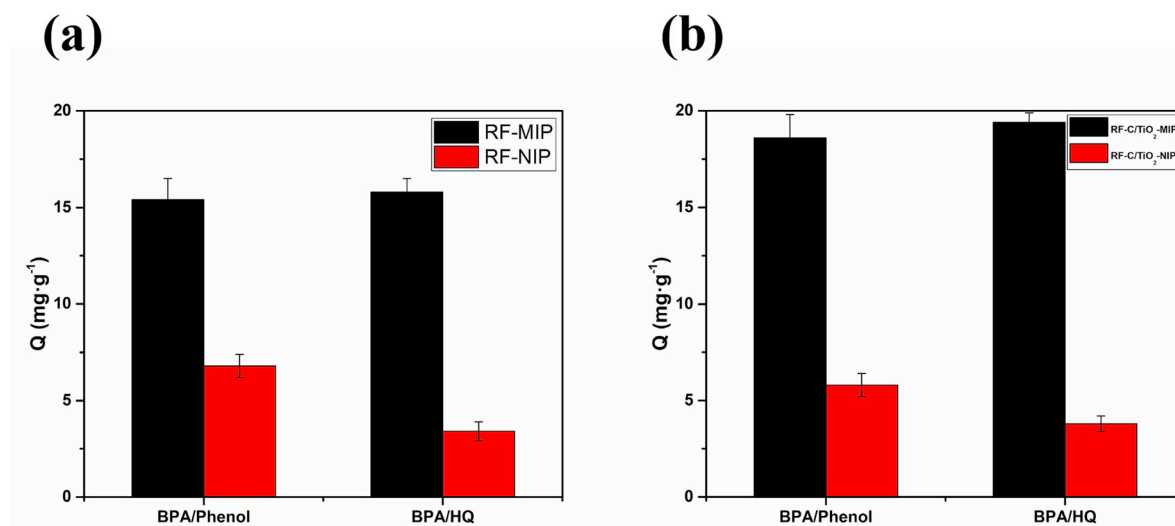 (a)
20
15
10
5
0
Q (mg·g⁻¹)
RF-MIP
RF-NIP
BPA/Phenol
BPA/HQ
(b)
20
15
10
5
0
Q (mg·g⁻¹)
RF-C/TiO₂-MIP
RF-C/TiO₂-NIP
BPA/Phenol
BPA/HQ